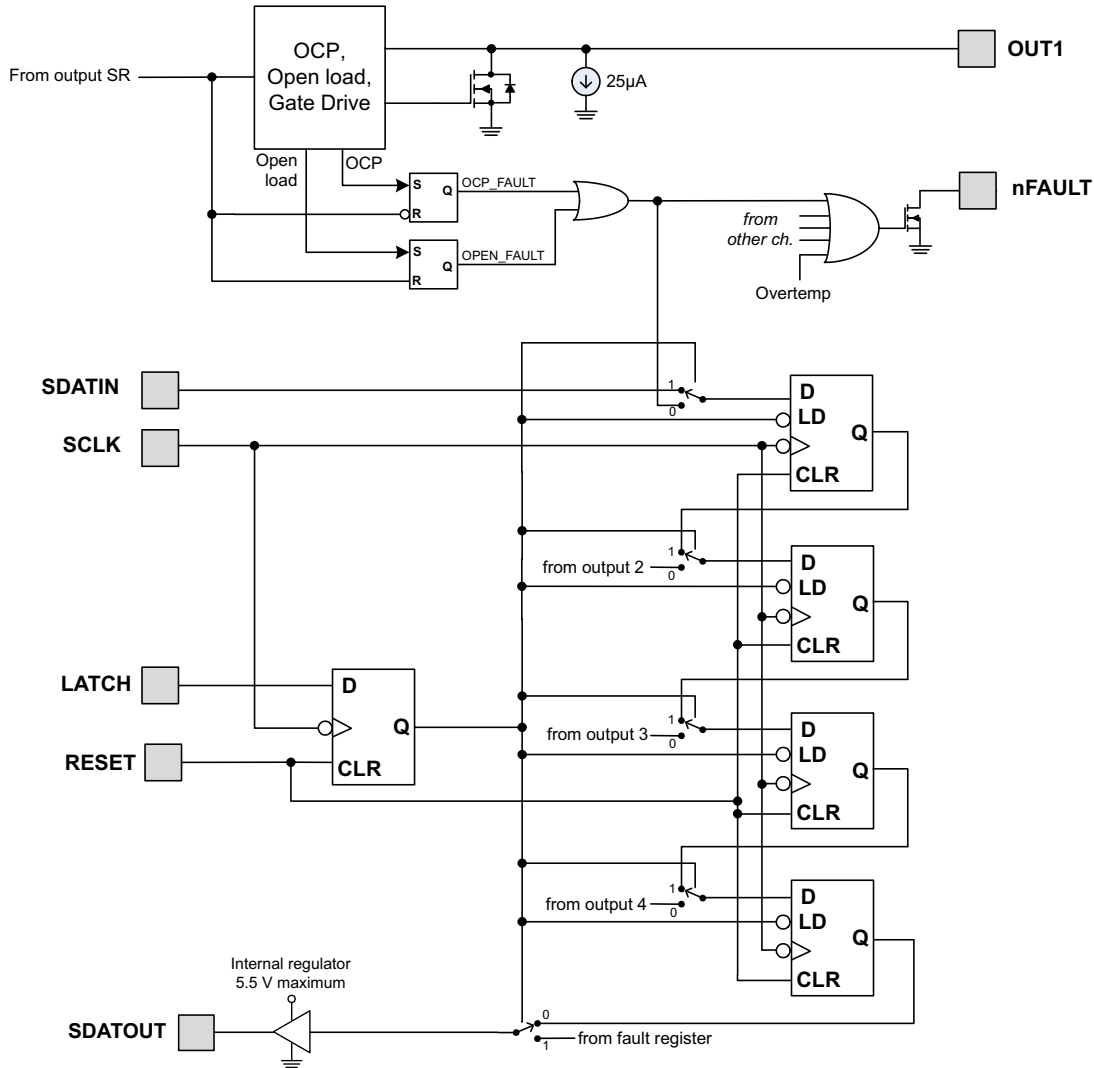 OCP,
Open load,
Gate Drive
OUT1
From output SR
25µA
Open
load
OCP
S
Q
R
OCP_FAULT
S
Q
R
OPEN_FAULT
from
other ch.
nFAULT
Overtemp
SDATIN
1
0
D
LD
Q
CLR
SCLK
1
from output 2
0
D
LD
Q
CLR
LATCH
D
Q
CLR
RESET
1
from output 3
0
D
LD
Q
CLR
1
from output 4
0
D
LD
Q
CLR
Internal regulator
5.5 V maximum
SDATOUT
0
1
from fault register